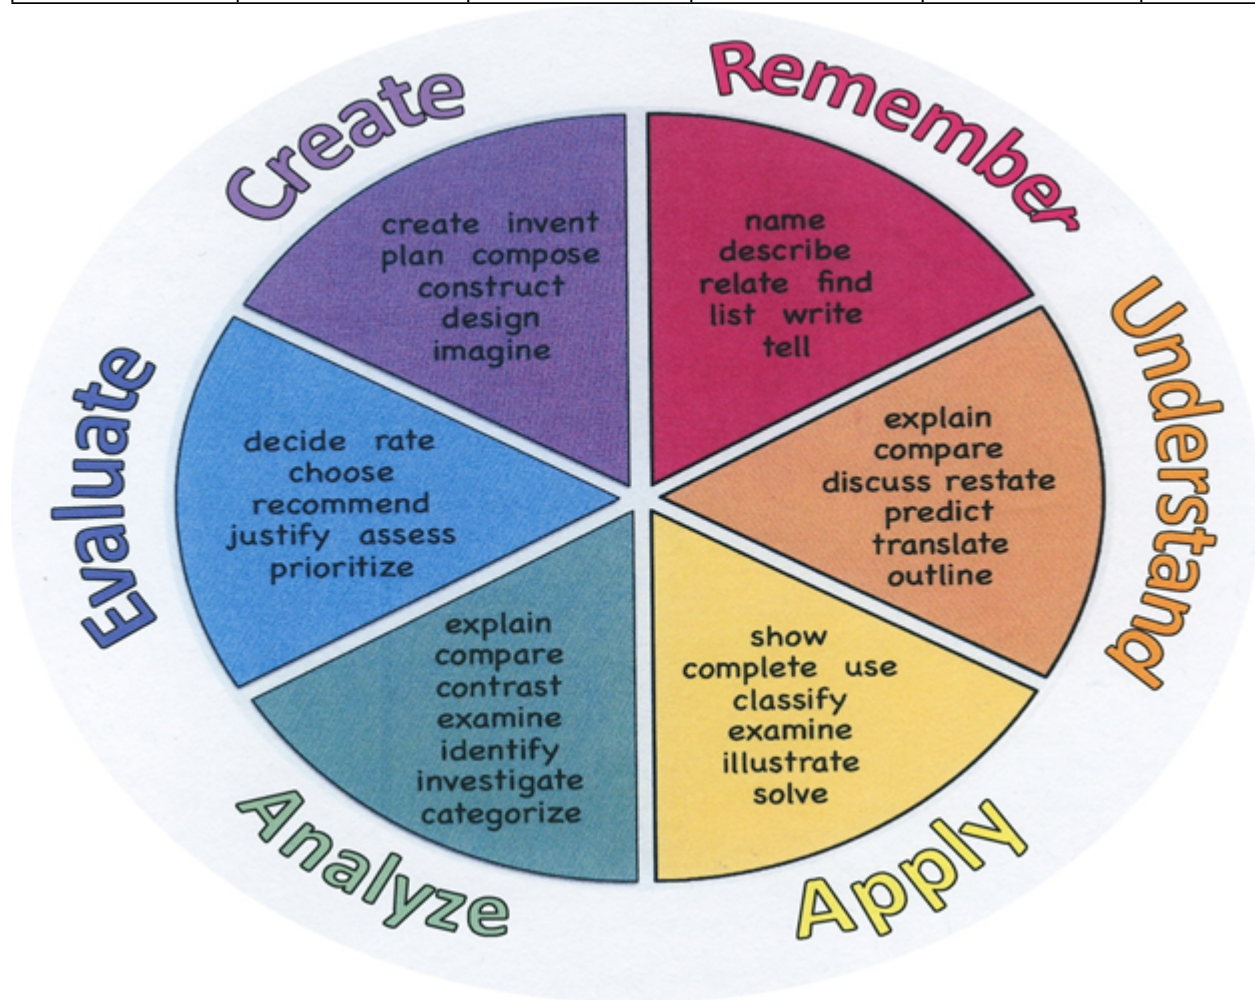 Remember
name
describe
relate find
list write
tell
Understand
explain
compare
discuss restate
predict
translate
outline
Apply
show
complete use
classify
examine
illustrate
solve
Analyze
explain
compare
contrast
examine
identify
investigate
categorize
Evaluate
decide rate
choose
recommend
justify assess
prioritize
Create
create invent
plan compose
construct
design
imagine